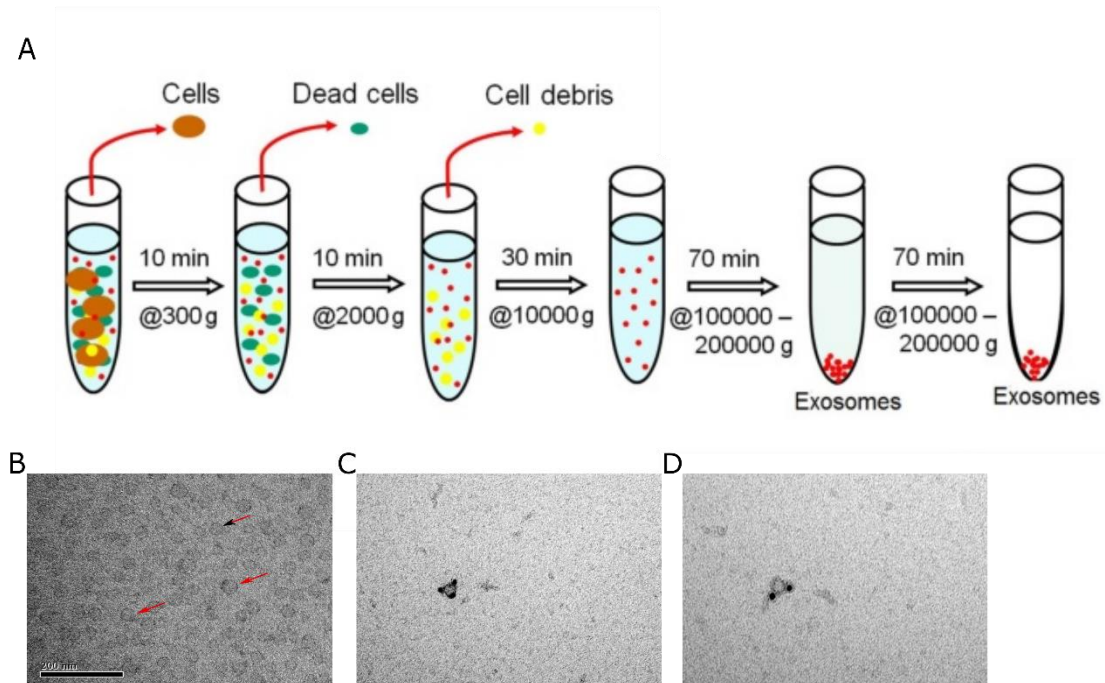 A
Cells
Dead cells
Cell debris
10 min
@300 g
10 min
@2000 g
30 min
@10000 g
70 min
@100000 –
200000 g
70 min
@100000 –
200000 g
Exosomes
Exosomes
B
C
D
200 nm